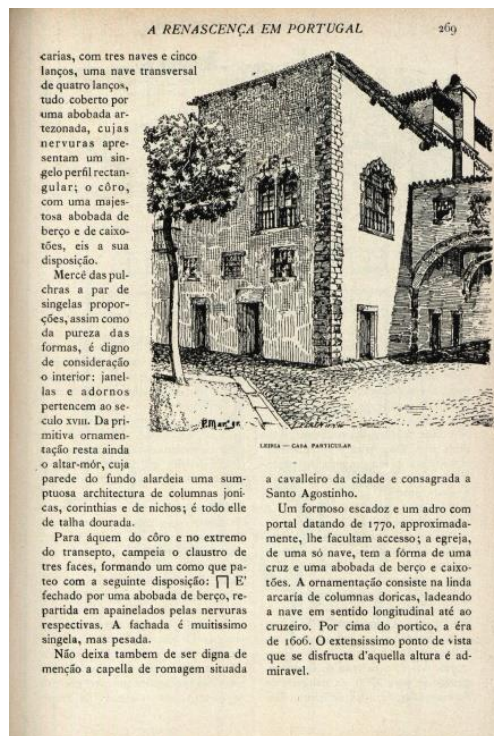 A RENASCENÇA EM PORTUGAL 269
carias, com tres naves e cinco
lanços, uma nave transversal
de quatro lanços,
tudo coberto por
uma abobada ar-
tezonada, cujas
nervuras apre-
sentam um sin-
gelo perfil rectan-
gular; o côro,
com uma majes-
tosa abobada de
berço e de caixo-
tões, eis a sua
disposição.
Mercê das pul-
chras a par de
singelas propor-
ções, assim como
da pureza das
formas, é digno
de consideração
o interior: janel-
las e adornos
pertencem ao se-
culo XVIII. Da pri-
mitiva ornamen-
tação resta ainda
o altar-mór, cuja
parede do fundo alardeia uma sum-
ptuosa architectura de columnas joni-
cas, corinthias e de nichos; é todo elle
de talha dourada.
Para áquem do côro e no extremo
do transepto, campeia o claustro de
tres faces, formando um como que pa-
teo com a seguinte disposição: E'
fechado por uma abobada de berço, re-
partida em apainelados pelas nervuras
respectivas. A fachada é muitissimo
singela, mas pesada.
Não deixa tambem de ser digna de
menção a capella de romagem situada
LEIRIA — CASA PARTICULAR
a cavalleiro da cidade e consagrada a
Santo Agostinho.
Um formoso escadoz e um adro com
portal datando de 1770, approximada-
mente, lhe facultam accesso; a egreja,
de uma só nave, tem a fórma de uma
cruz e uma abobada de berço e caixo-
tões. A ornamentação consiste na linda
arcaría de columnas doricas, ladeando
a nave em sentido longitudinal até ao
cruzeiro. Por cima do portico, a éra
de 1606. O extensissimo ponto de vista
que se disfructa d'aquella altura é ad-
miravel.